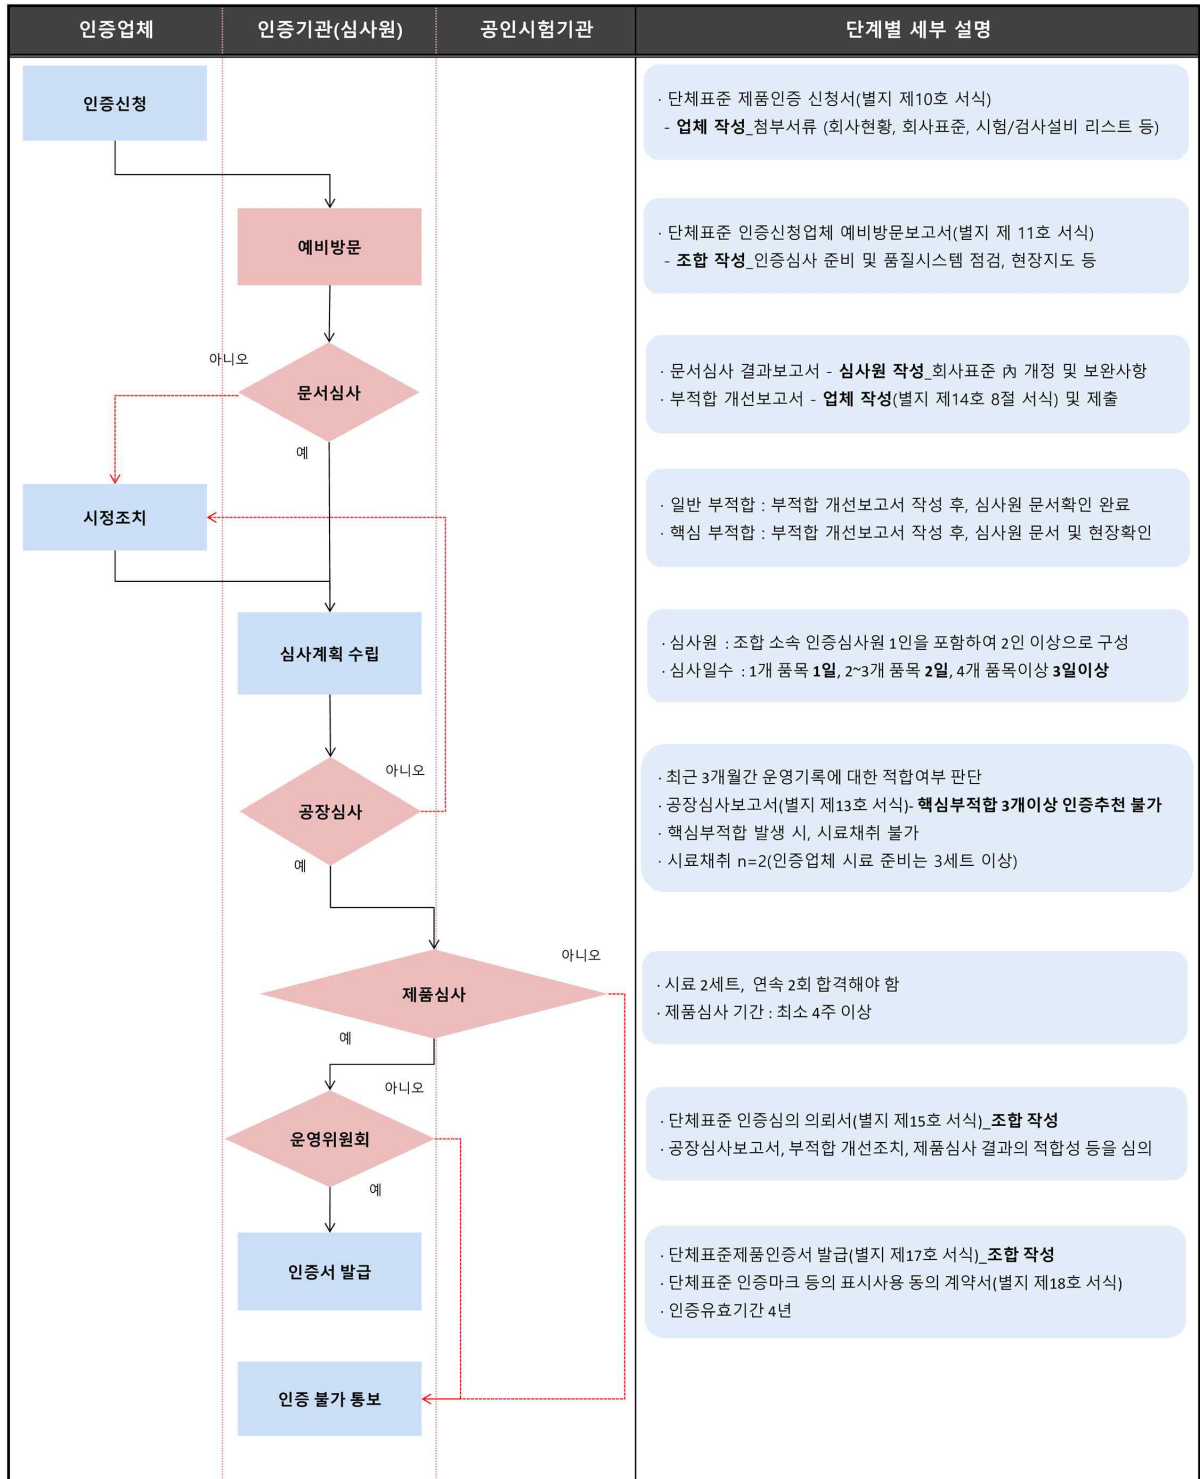 인증업체
인증기관(심사원)
공인시험기관
단계별 세부 설명
인증신청
· 단체표준 제품인증 신청서(별지 제10호 서식)
- 업체 작성_첨부서류 (회사현황, 회사표준, 시험/검사설비 리스트 등)
예비방문
· 단체표준 인증신청업체 예비방문보고서(별지 제 11호 서식)
- 조합 작성_인증심사 준비 및 품질시스템 점검, 현장지도 등
아니오
문서심사
예
· 문서심사 결과보고서 - 심사원 작성_회사표준 內 개정 및 보완사항
· 부적합 개선보고서 - 업체 작성(별지 제14호 8절 서식) 및 제출
시정조치
· 일반 부적합 : 부적합 개선보고서 작성 후, 심사원 문서확인 완료
· 핵심 부적합 : 부적합 개선보고서 작성 후, 심사원 문서 및 현장확인
심사계획 수립
· 심사원 : 조합 소속 인증심사원 1인을 포함하여 2인 이상으로 구성
· 심사일수 : 1개 품목 1일, 2~3개 품목 2일, 4개 품목이상 3일이상
아니오
공장심사
예
· 최근 3개월간 운영기록에 대한 적합여부 판단
· 공장심사보고서(별지 제13호 서식)- 핵심부적합 3개이상 인증추천 불가
· 핵심부적합 발생 시, 시료채취 불가
· 시료채취 n=2(인증업체 시료 준비는 3세트 이상)
아니오
제품심사
예
· 시료 2세트, 연속 2회 합격해야 함
· 제품심사 기간 : 최소 4주 이상
아니오
운영위원회
예
· 단체표준 인증심의 의뢰서(별지 제15호 서식)_조합 작성
· 공장심사보고서, 부적합 개선조치, 제품심사 결과의 적합성 등을 심의
인증서 발급
· 단체표준제품인증서 발급(별지 제17호 서식)_조합 작성
· 단체표준 인증마크 등의 표시사용 동의 계약서(별지 제18호 서식)
· 인증유효기간 4년
인증 불가 통보